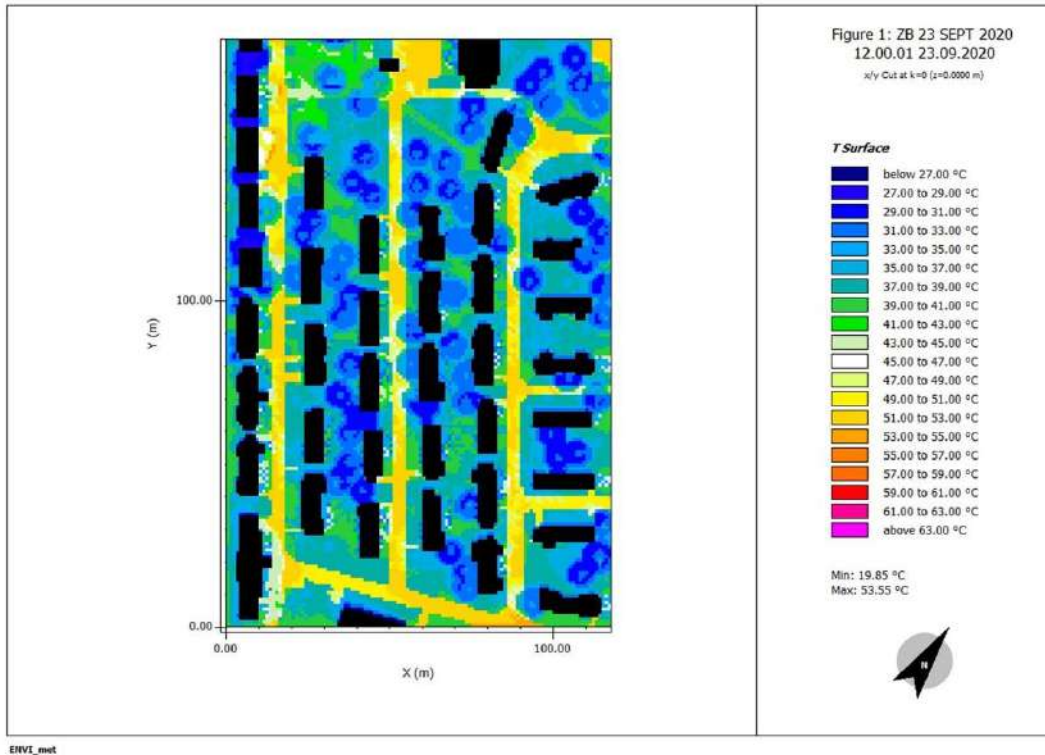 Figure 1: ZB 23 SEPT 2020
12.00.01 23.09.2020
x/y Cut at k=0 (z=0.0000 m)
T Surface
below 27.00 °C
27.00 to 29.00 °C
29.00 to 31.00 °C
31.00 to 33.00 °C
33.00 to 35.00 °C
35.00 to 37.00 °C
37.00 to 39.00 °C
39.00 to 41.00 °C
41.00 to 43.00 °C
43.00 to 45.00 °C
45.00 to 47.00 °C
47.00 to 49.00 °C
49.00 to 51.00 °C
51.00 to 53.00 °C
53.00 to 55.00 °C
55.00 to 57.00 °C
57.00 to 59.00 °C
59.00 to 61.00 °C
61.00 to 63.00 °C
above 63.00 °C
Min: 19.85 °C
Max: 53.55 °C
N
100.00
Y (m)
0.00
0.00
100.00
X (m)
ENVI_met